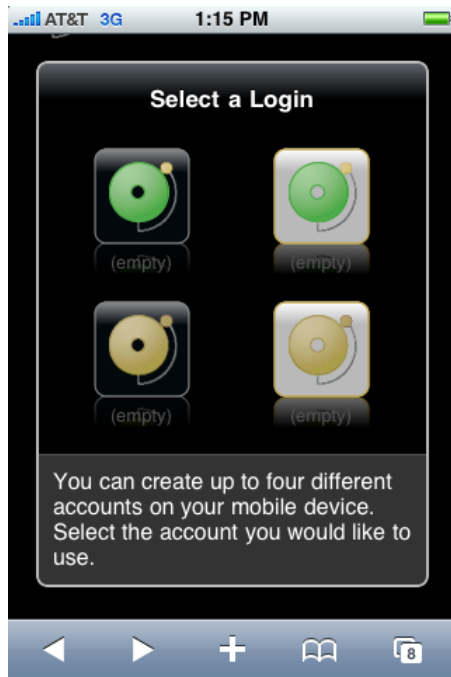 AT&T 3G 1:15 PM
Select a Login
(empty) (empty)
(empty) (empty)
You can create up to four different
accounts on your mobile device.
Select the account you would like to
use.
8